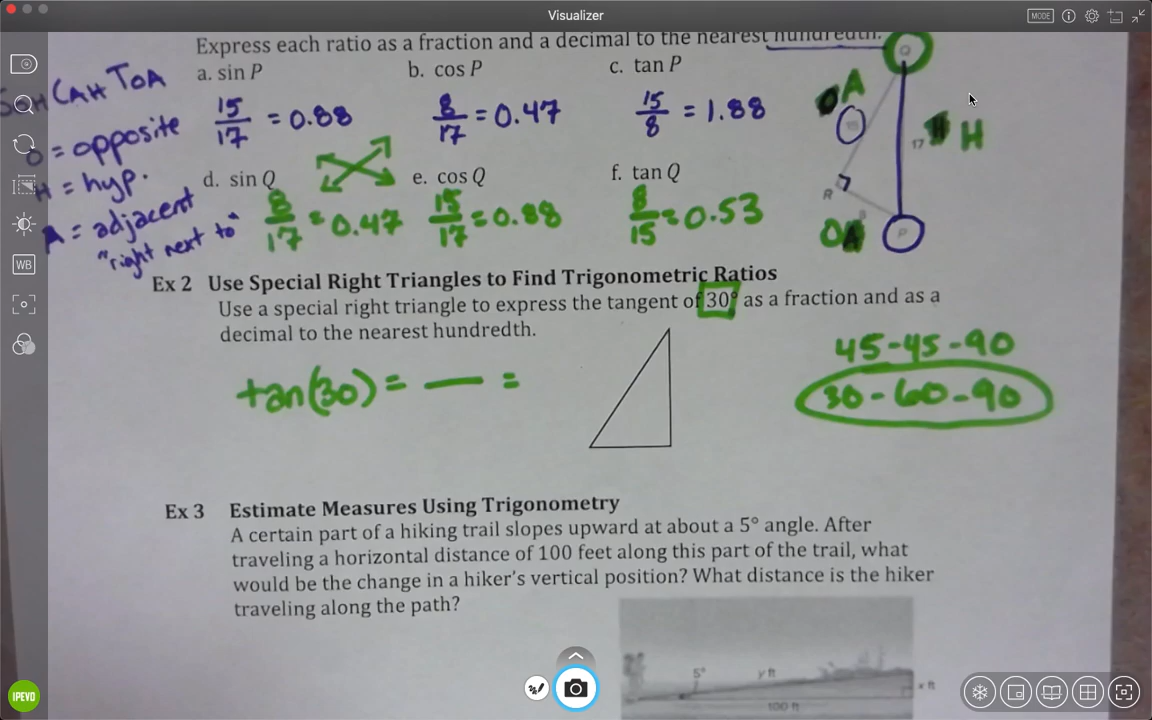 Visualizer
MODE
Express each ratio as a fraction and a decimal to the nearest hundredth.
a. sin P
b. cos P
c. tan P
SOH CAH TOA
15/17 = 0.88
8/17 = 0.47
15/8 = 1.88
O = opposite
H = hyp.
A = adjacent
"right next to"
d. sin Q
e. cos Q
f. tan Q
8/17 = 0.47
15/17 = 0.88
8/15 = 0.53
Q
A
O
17
H
R
8
P
O
A
Ex 2 Use Special Right Triangles to Find Trigonometric Ratios
Use a special right triangle to express the tangent of 30° as a fraction and as a
decimal to the nearest hundredth.
tan(30) = — =
45-45-90
30-60-90
Ex 3 Estimate Measures Using Trigonometry
A certain part of a hiking trail slopes upward at about a 5° angle. After
traveling a horizontal distance of 100 feet along this part of the trail, what
would be the change in a hiker's vertical position? What distance is the hiker
traveling along the path?
5°
y ft
x ft
100 ft
WB
IPEVO